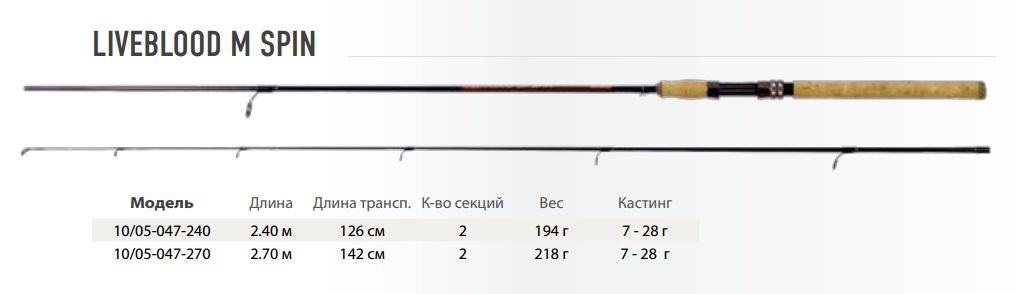 LIVEBLOOD M SPIN
Модель Длина Длина трансп. К-во секций Вес Кастинг
10/05-047-240 2.40 м 126 см 2 194 г 7 - 28 г
10/05-047-270 2.70 м 142 см 2 218 г 7 - 28 г